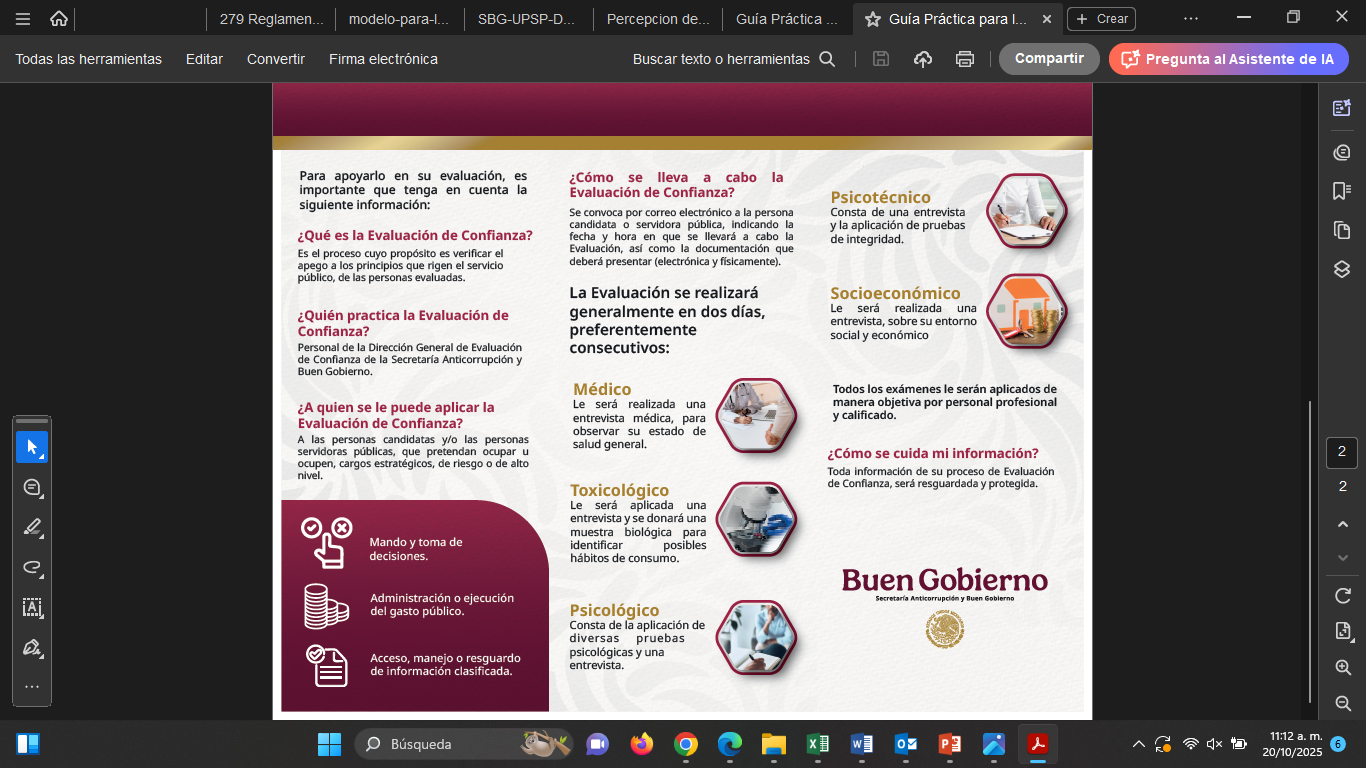 279 Reglamen...
modelo-para-l...
SBG-UPSP-D...
Percepcion de...
Guía Práctica ...
Guía Práctica para l...
Crear
Todas las herramientas
Editar
Convertir
Firma electrónica
Buscar texto o herramientas
Compartir
Pregunta al Asistente de IA
Para apoyarlo en su evaluación, es
importante que tenga en cuenta la
siguiente información:
¿Qué es la Evaluación de Confianza?
Es el proceso cuyo propósito es verificar el
apego a los principios que rigen el servicio
público, de las personas evaluadas.
¿Quién practica la Evaluación de
Confianza?
Personal de la Dirección General de Evaluación
de Confianza de la Secretaría Anticorrupción y
Buen Gobierno.
¿A quien se le puede aplicar la
Evaluación de Confianza?
A las personas candidatas y/o las personas
servidoras públicas, que pretendan ocupar u
ocupen, cargos estratégicos, de riesgo o de alto
nivel.
Mando y toma de
decisiones.
Administración o ejecución
del gasto público.
Acceso, manejo o resguardo
de información clasificada.
¿Cómo se lleva a cabo la
Evaluación de Confianza?
Se convoca por correo electrónico a la persona
candidata o servidora pública, indicando la
fecha y hora en que se llevará a cabo la
Evaluación, así como la documentación que
deberá presentar (electrónica y físicamente).
La Evaluación se realizará
generalmente en dos días,
preferentemente
consecutivos:
Médico
Le será realizada una
entrevista médica, para
observar su estado de
salud general.
Toxicológico
Le será aplicada una
entrevista y se donará una
muestra biológica para
identificar posibles
hábitos de consumo.
Psicológico
Consta de la aplicación de
diversas pruebas
psicológicas y una
entrevista.
Psicotécnico
Consta de una entrevista
y la aplicación de pruebas
de integridad.
Socioeconómico
Le será realizada una
entrevista, sobre su entorno
social y económico
Todos los exámenes le serán aplicados de
manera objetiva por personal profesional
y calificado.
¿Cómo se cuida mi información?
Toda información de su proceso de Evaluación
de Confianza, será resguardada y protegida.
Buen Gobierno
Secretaría Anticorrupción y Buen Gobierno
2
2
Búsqueda
11:12 a. m.
20/10/2025
6